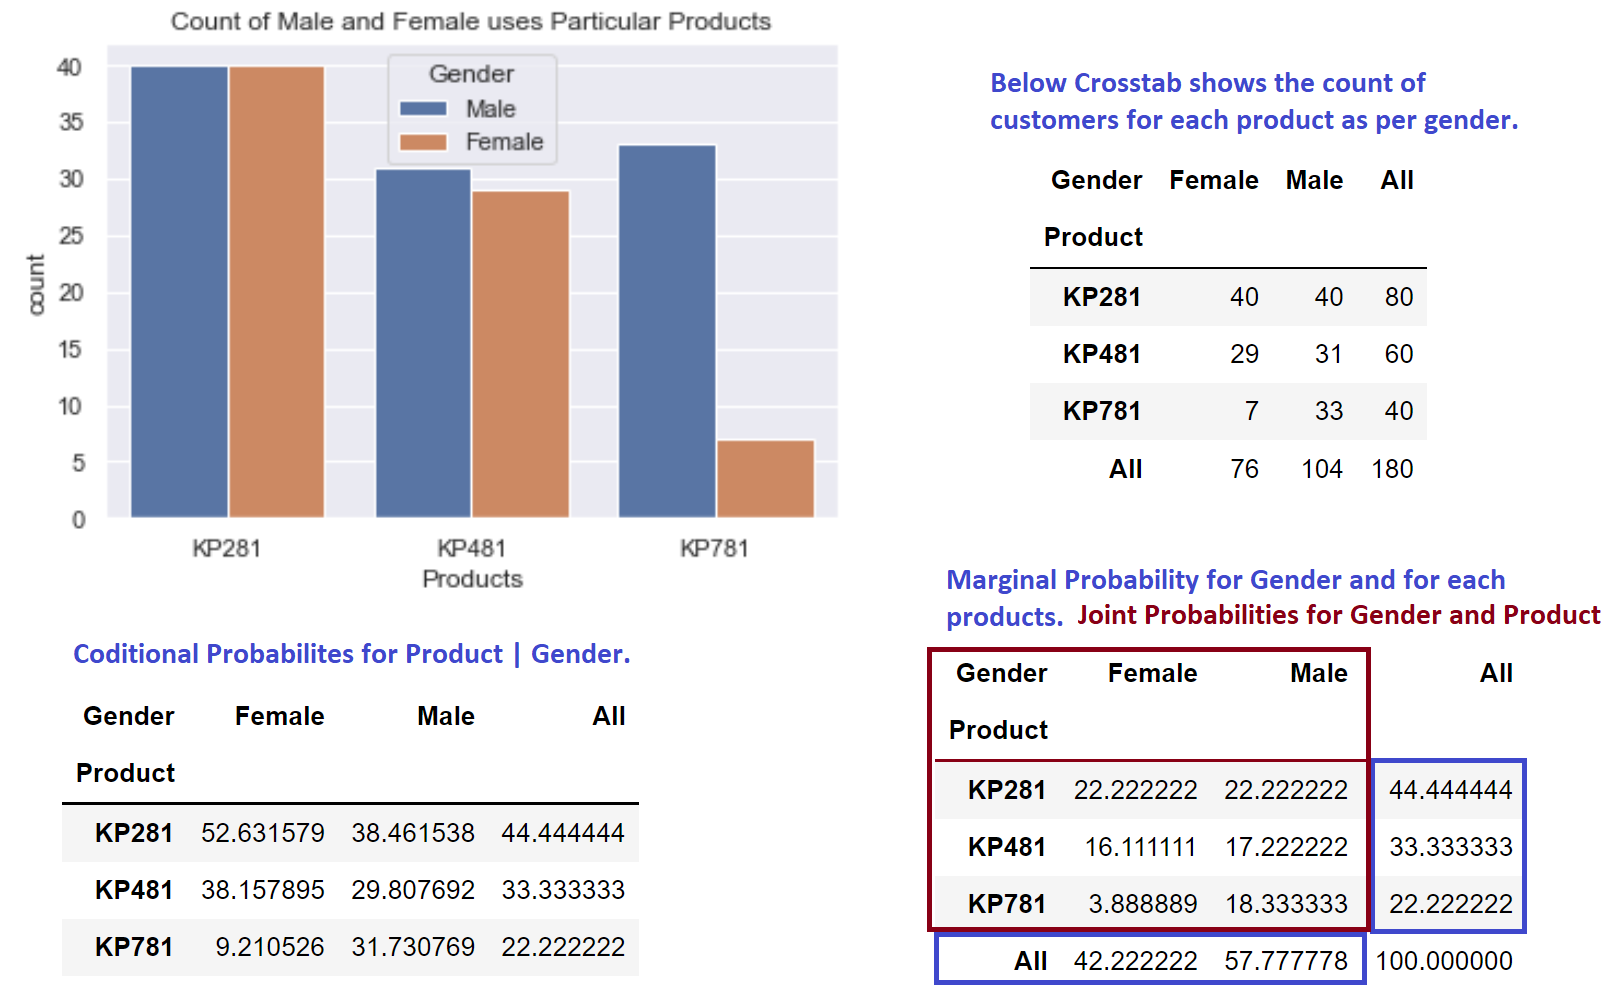 Count of Male and Female uses Particular Products
40
35
30
25
20
15
10
5
0
count
Gender
Male
Female
KP281 KP481 KP781
Products
Below Crosstab shows the count of
customers for each product as per gender.
Gender Female Male All
Product
KP281 40 40 80
KP481 29 31 60
KP781 7 33 40
All 76 104 180
Coditional Probabilites for Product | Gender.
Gender Female Male All
Product
KP281 52.631579 38.461538 44.444444
KP481 38.157895 29.807692 33.333333
KP781 9.210526 31.730769 22.222222
Marginal Probability for Gender and for each
products. Joint Probabilities for Gender and Product
Gender Female Male All
Product
KP281 22.222222 22.222222 44.444444
KP481 16.111111 17.222222 33.333333
KP781 3.888889 18.333333 22.222222
All 42.222222 57.777778 100.000000